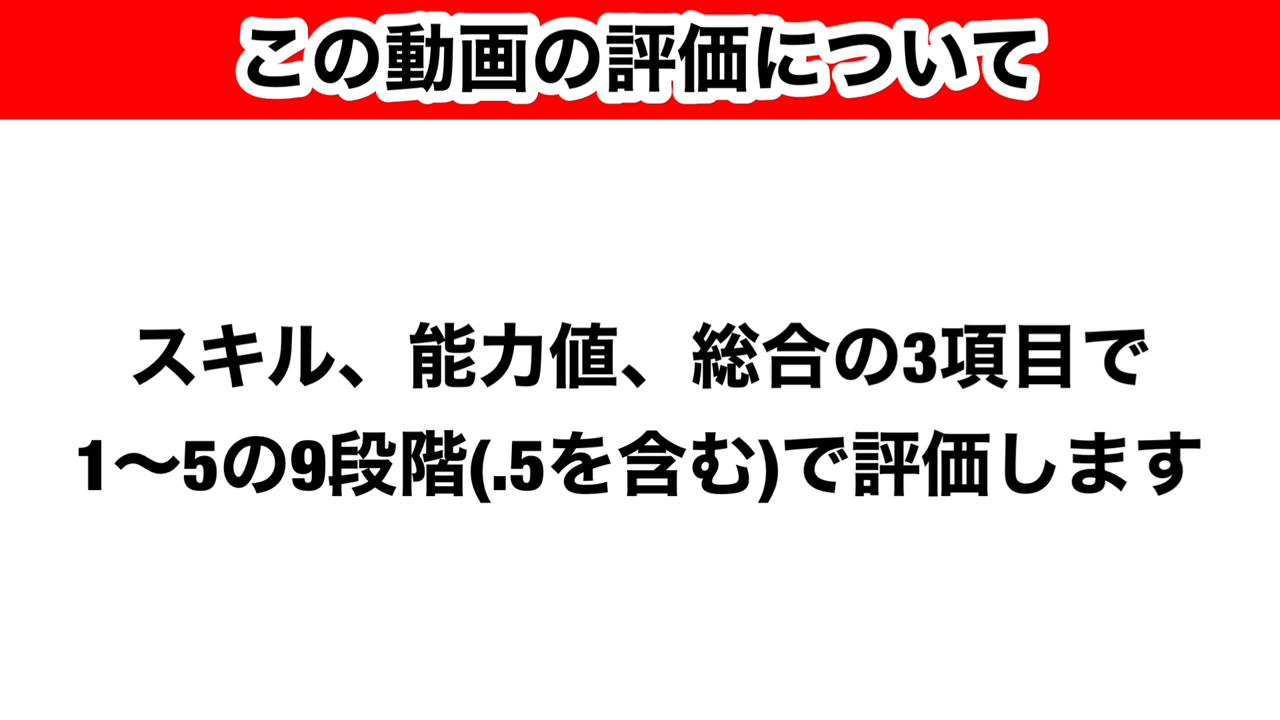 この動画の評価について
スキル、能力値、総合の3項目で
1〜5の9段階(.5を含む)で評価します